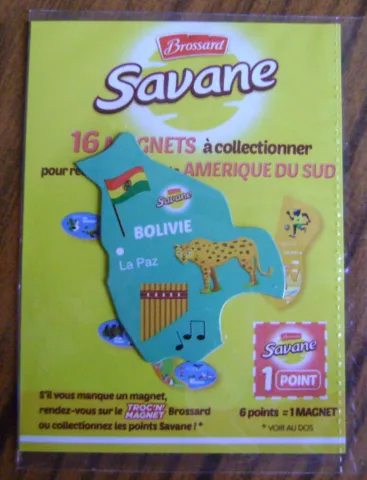 Brossard
Savane
16 MAGNETS à collectionner
pour AMERIQUE DU SUD
Savane
BOLIVIE
La Paz
Brossard
Savane
1 POINT
S'il vous manque un magnet,
rendez-vous sur le TROC'N' MAGNET Brossard
ou collectionnez les points Savane ! *
6 points = 1 MAGNET
* VOIR AU DOS